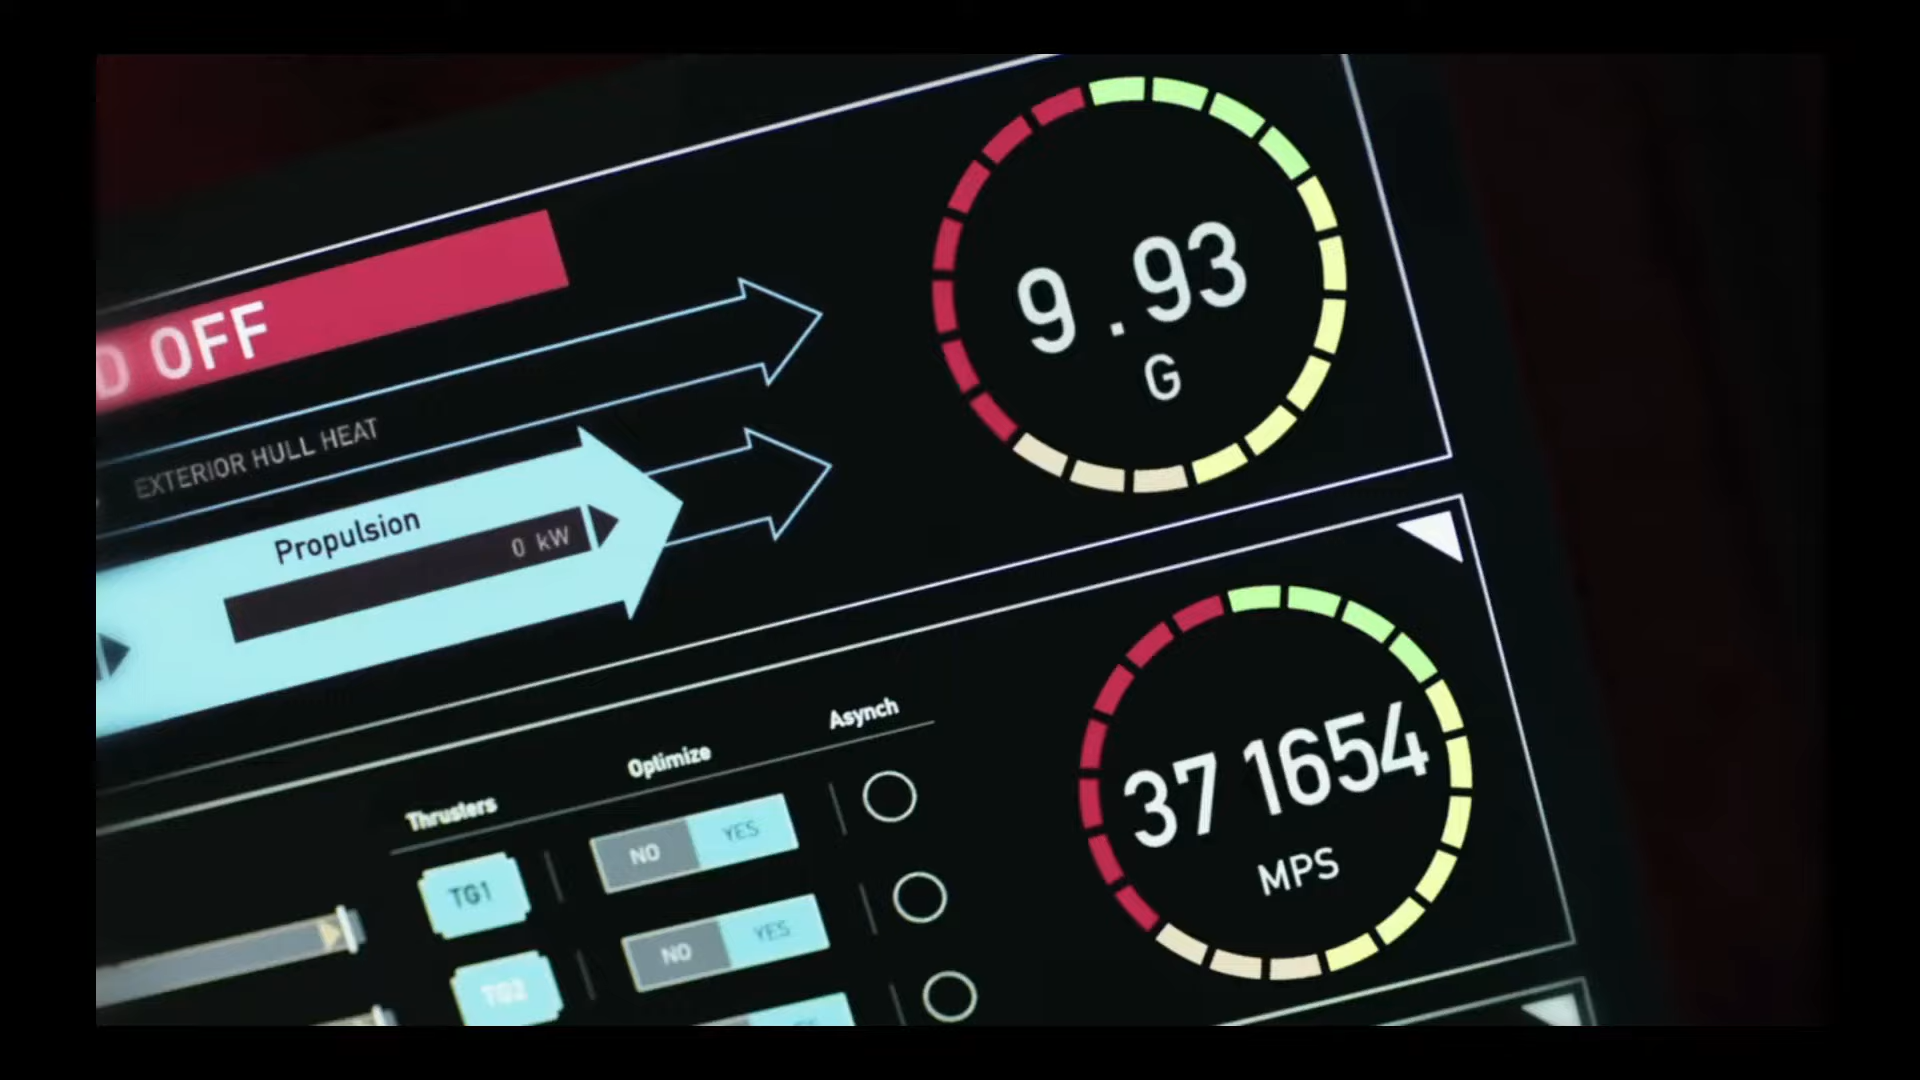 D OFF
9.93
G
EXTERIOR HULL HEAT
Propulsion
0 kW
Thrusters Optimize Asynch
TG1 NO YES
TG2 NO YES
37 1654
MPS